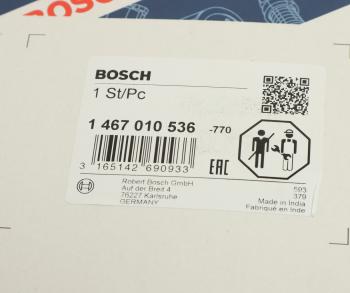 BOSCH
BOSCH
1 St/Pc
1 467 010 536 -770
3 165142 690933
EAC
Robert Bosch GmbH
Auf der Breit 4
76227 Karlsruhe
GERMANY
593
379
Made in India
Fabriqué en Inde